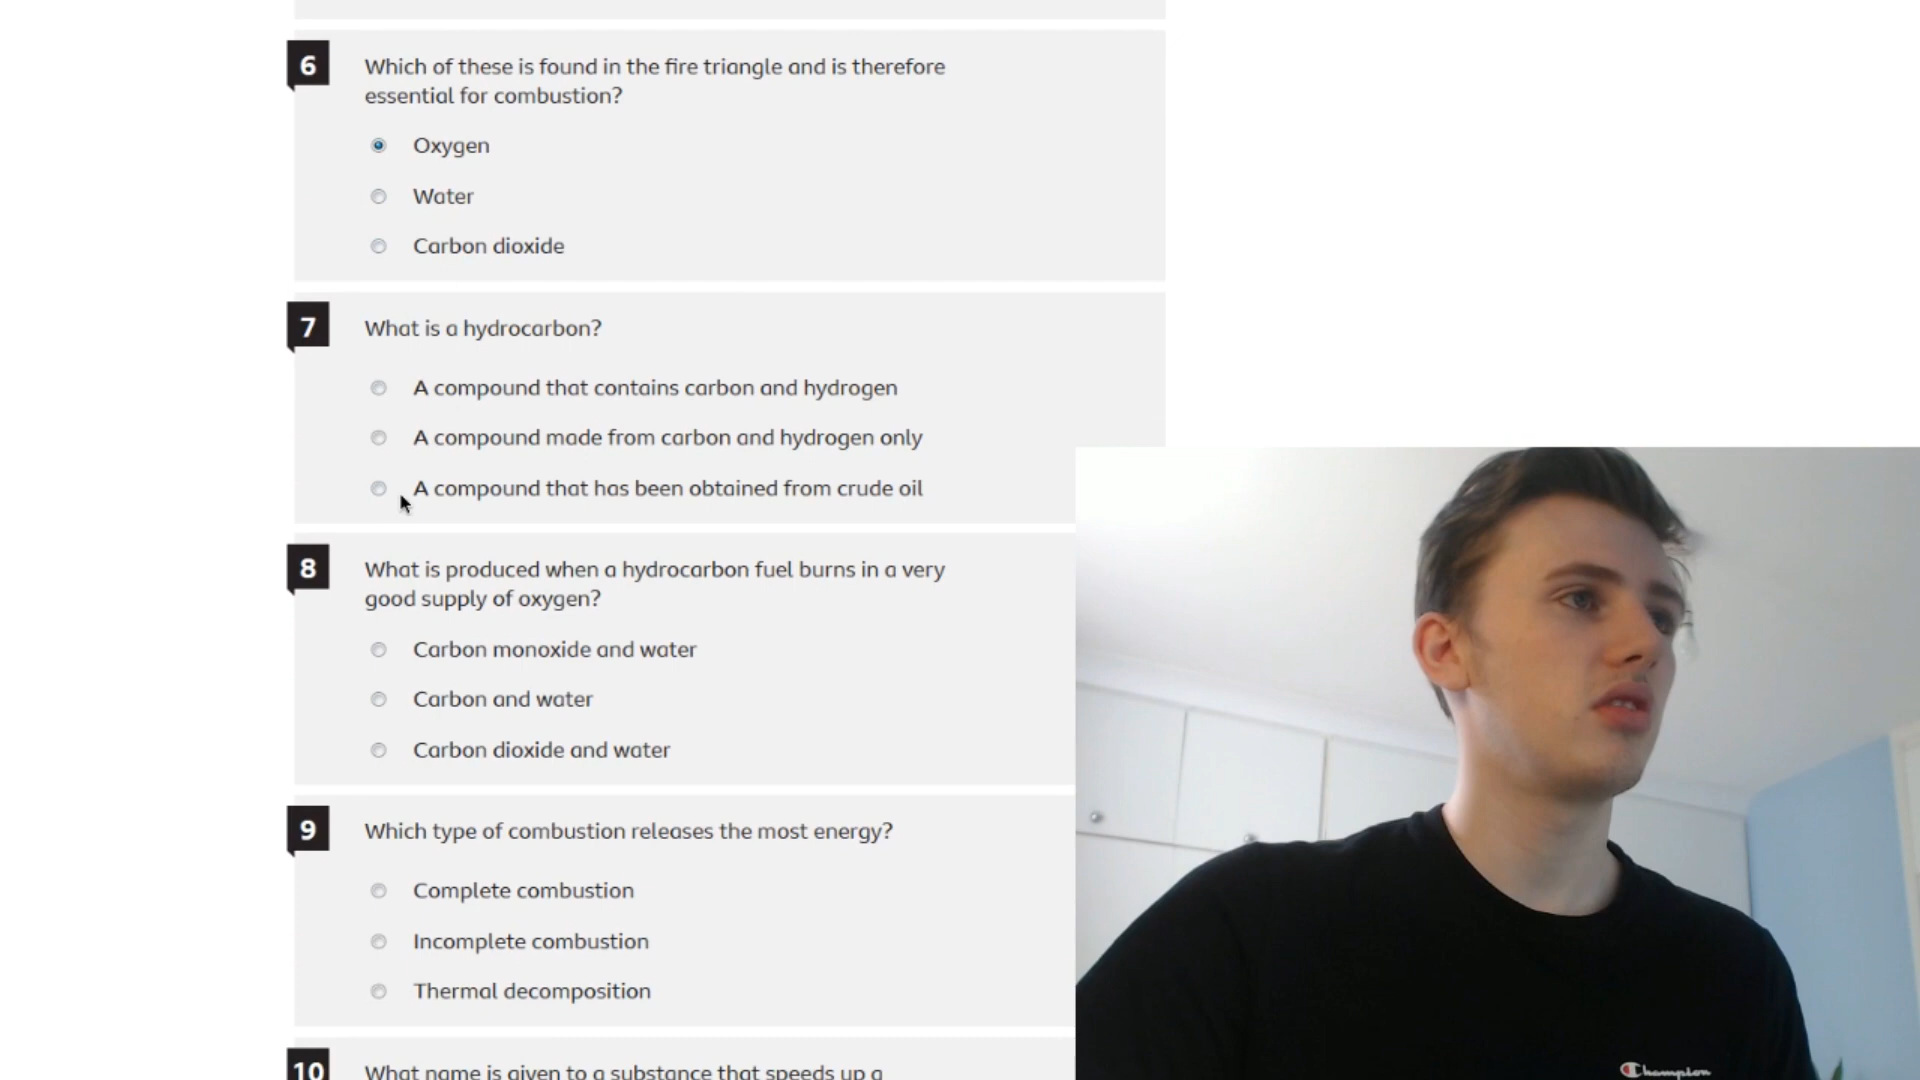 6
Which of these is found in the fire triangle and is therefore
essential for combustion?
Oxygen
Water
Carbon dioxide
7
What is a hydrocarbon?
A compound that contains carbon and hydrogen
A compound made from carbon and hydrogen only
A compound that has been obtained from crude oil
8
What is produced when a hydrocarbon fuel burns in a very
good supply of oxygen?
Carbon monoxide and water
Carbon and water
Carbon dioxide and water
9
Which type of combustion releases the most energy?
Complete combustion
Incomplete combustion
Thermal decomposition
10
What name is given to a substance that speeds up a
Champion